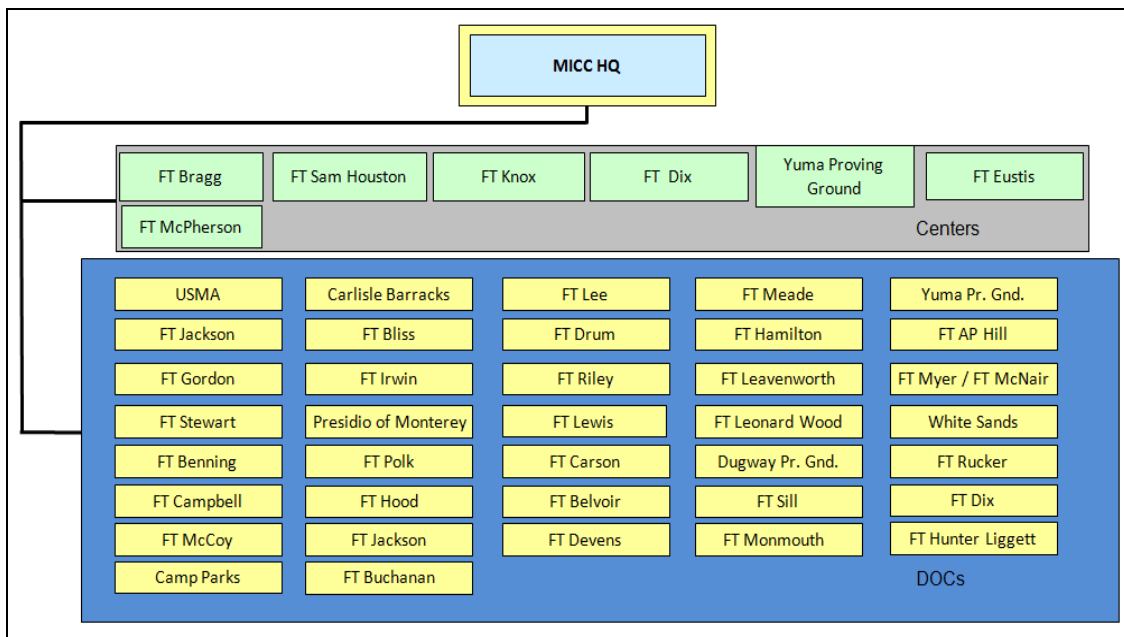 MICC HQ
FT Bragg
FT Sam Houston
FT Knox
FT Dix
Yuma Proving
Ground
FT Eustis
FT McPherson
Centers
USMA
Carlisle Barracks
FT Lee
FT Meade
Yuma Pr. Gnd.
FT Jackson
FT Bliss
FT Drum
FT Hamilton
FT AP Hill
FT Gordon
FT Irwin
FT Riley
FT Leavenworth
FT Myer / FT McNair
FT Stewart
Presidio of Monterey
FT Lewis
FT Leonard Wood
White Sands
FT Benning
FT Polk
FT Carson
Dugway Pr. Gnd.
FT Rucker
FT Campbell
FT Hood
FT Belvoir
FT Sill
FT Dix
FT McCoy
FT Jackson
FT Devens
FT Monmouth
FT Hunter Liggett
Camp Parks
FT Buchanan
DOCs